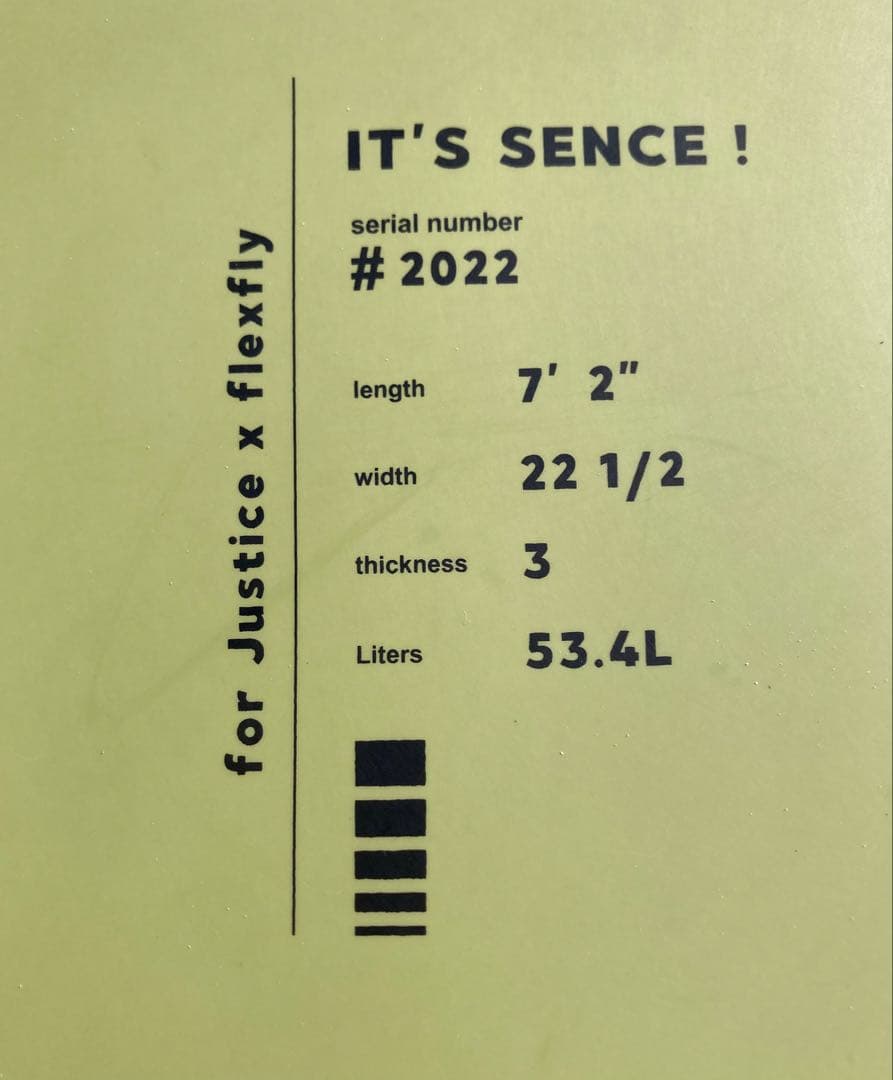 for Justice x flexfly
IT'S SENCE !
serial number
# 2022
length 7' 2"
width 22 1/2
thickness 3
Liters 53.4L